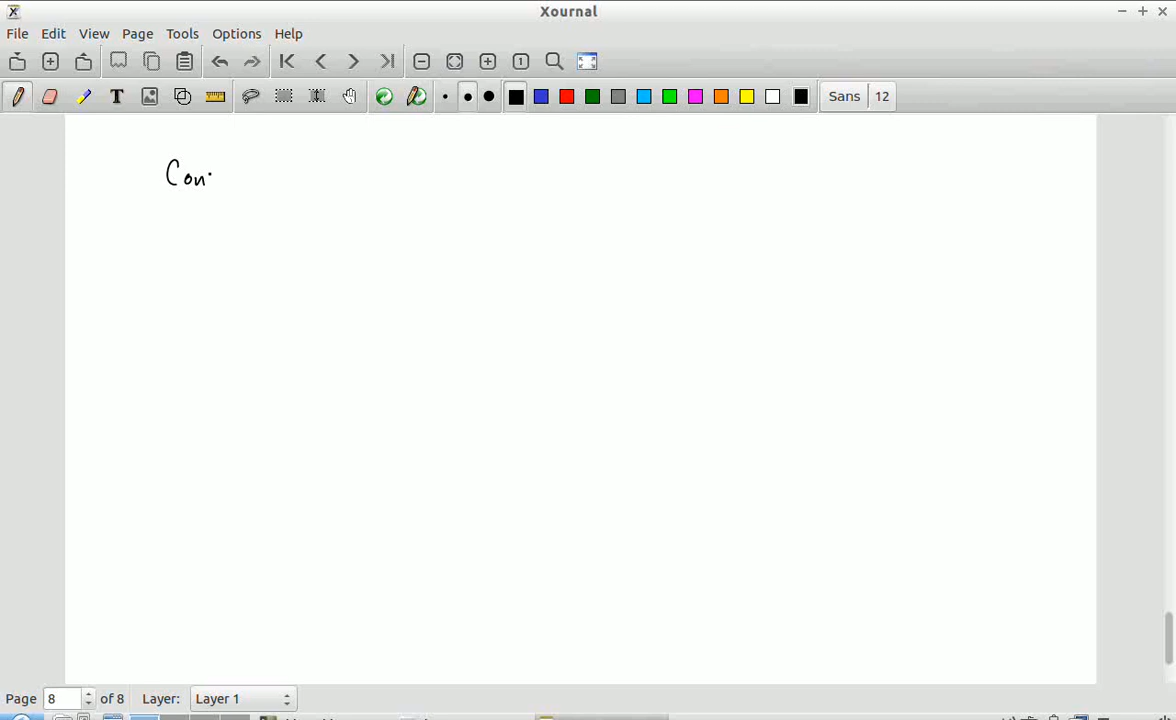 Xournal
File Edit View Page Tools Options Help
Sans 12
Con
Page 8 of 8 Layer: Layer 1